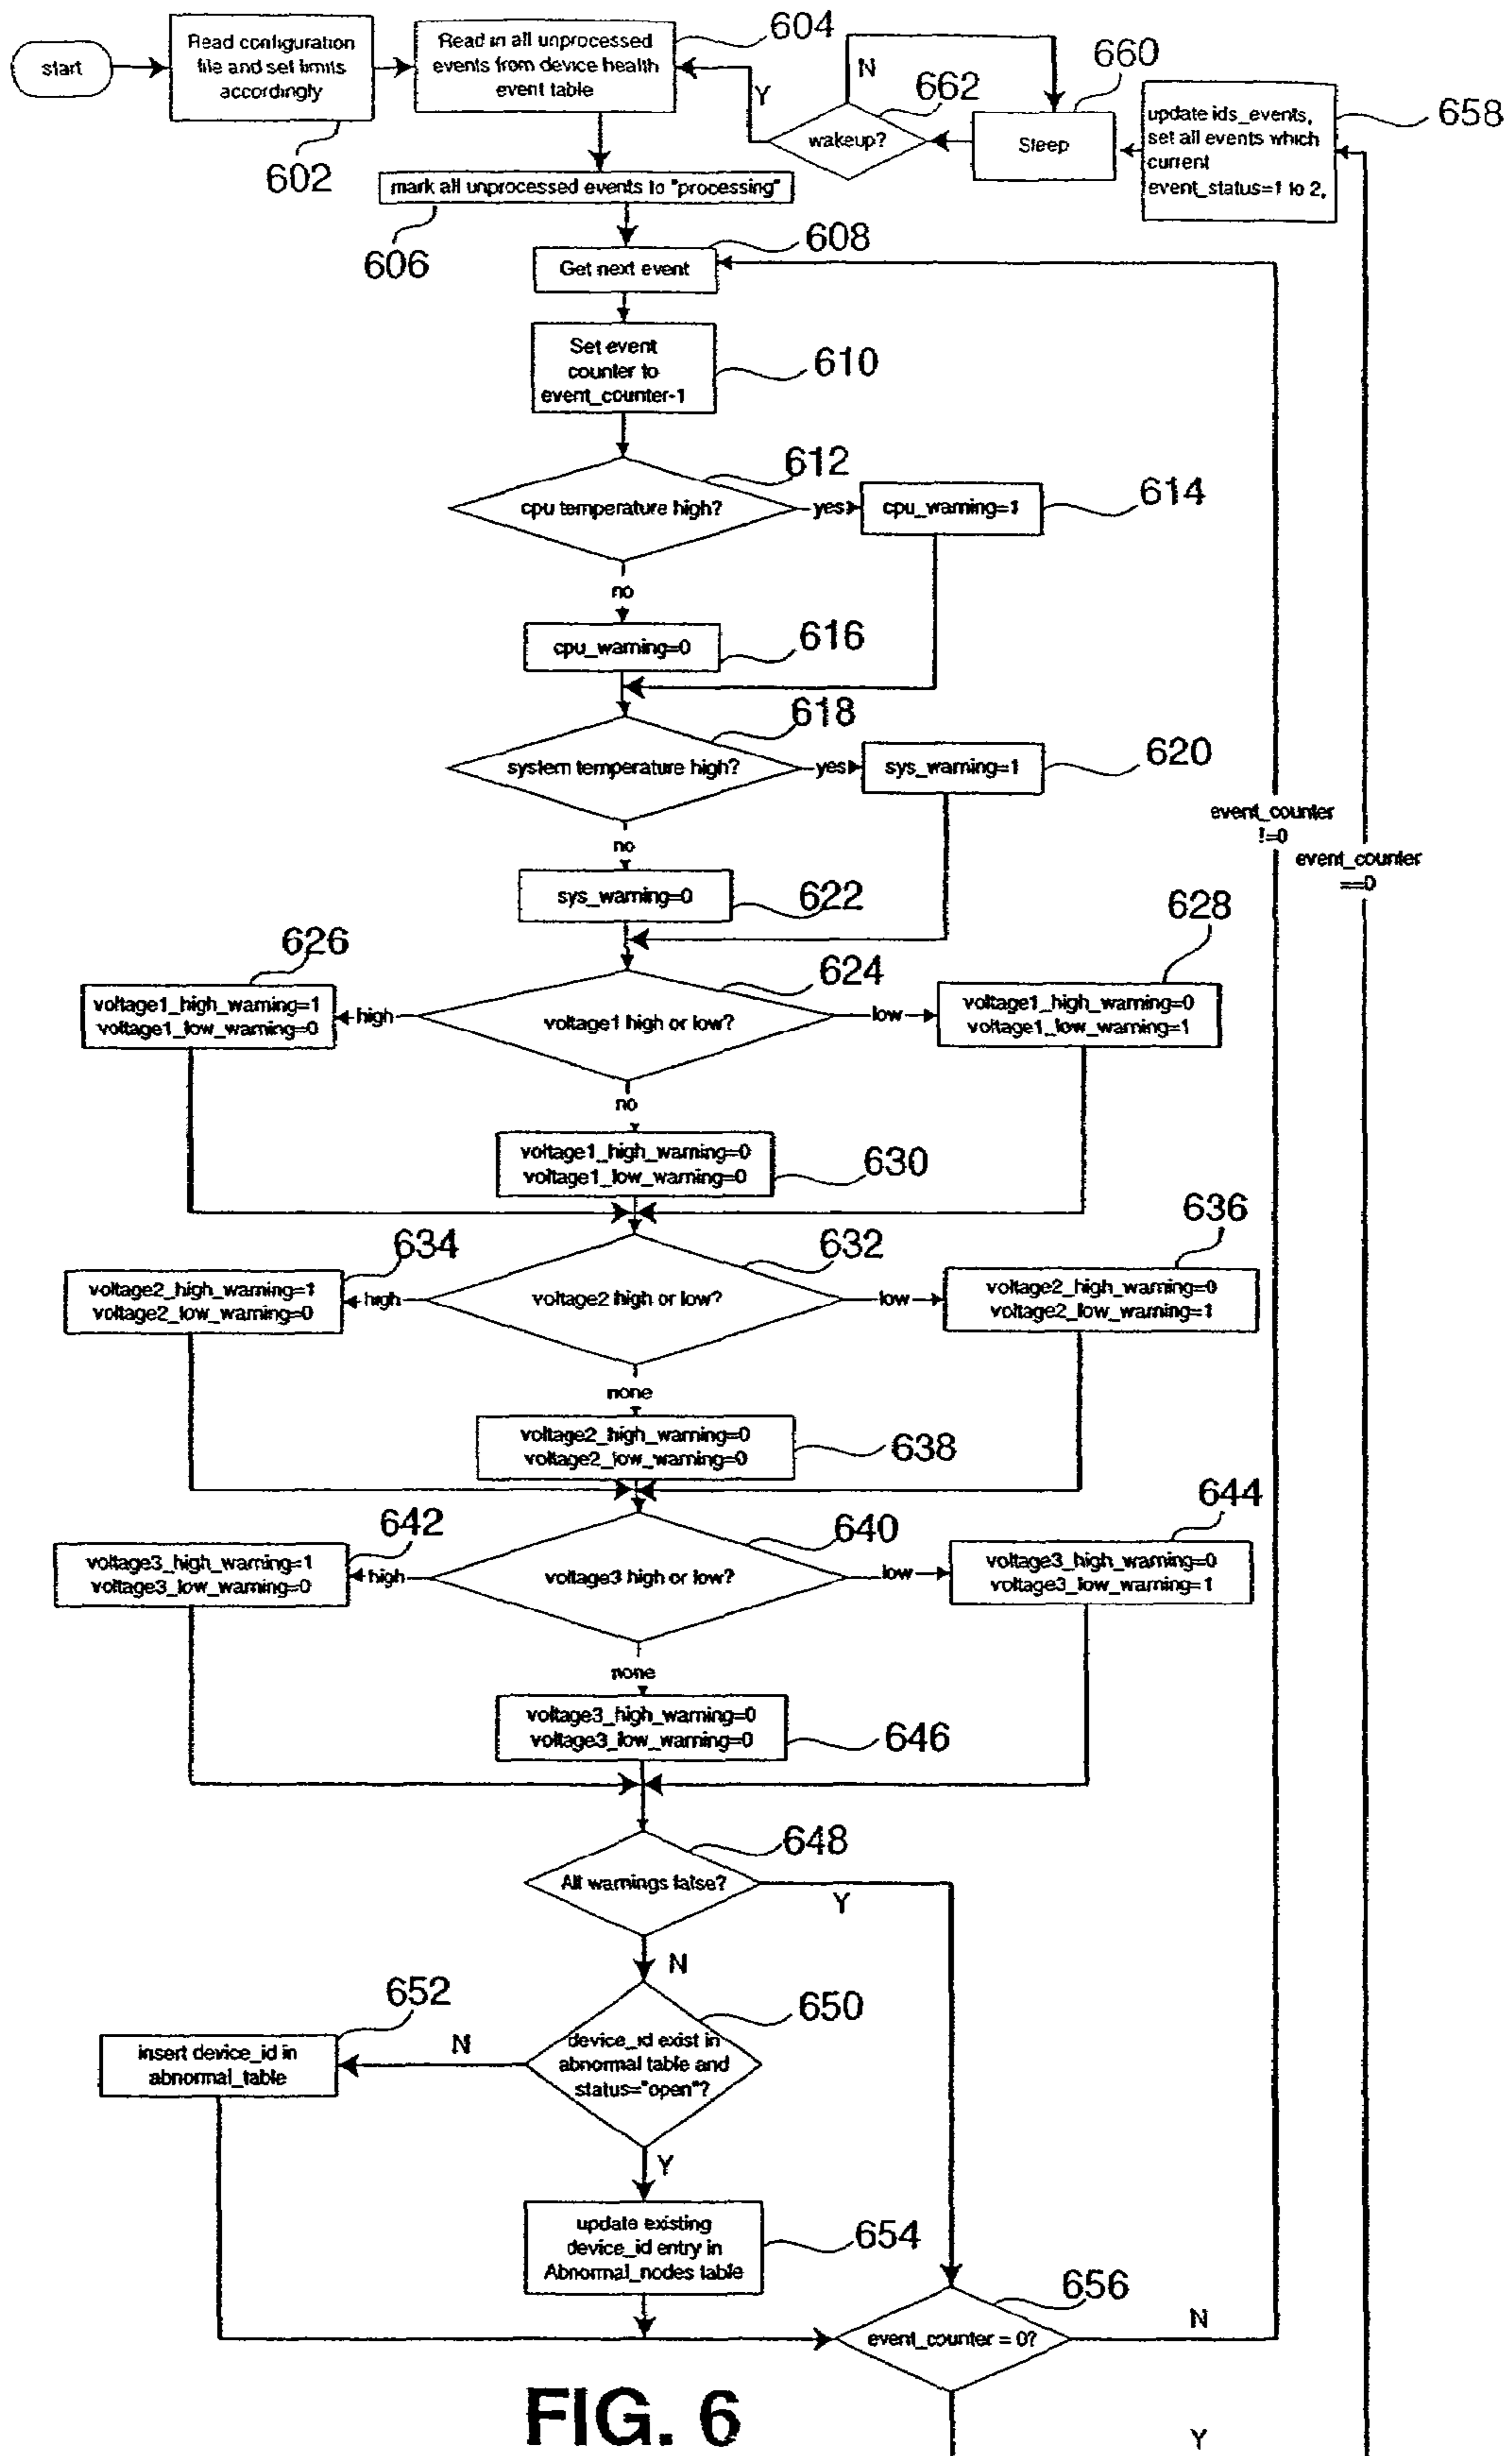 start
Read configuration
file and set limits
accordingly
602
Read in all unprocessed
events from device health
event table
604
N
Y
wakeup?
662
Sleep
660
update ids_events,
set all events which
current
event_status=1 to 2,
658
mark all unprocessed events to "processing"
606
Get next event
608
Set event
counter to
event_counter-1
610
cpu temperature high?
612
yes
cpu_warning=1
614
no
cpu_warning=0
616
system temperature high?
618
yes
sys_warning=1
620
no
sys_warning=0
622
event_counter
!=0
event_counter
==0
voltage1 high or low?
624
high
voltage1_high_warning=1
voltage1_low_warning=0
626
low
voltage1_high_warning=0
voltage1_low_warning=1
628
no
voltage1_high_warning=0
voltage1_low_warning=0
630
voltage2 high or low?
632
high
voltage2_high_warning=1
voltage2_low_warning=0
634
low
voltage2_high_warning=0
voltage2_low_warning=1
636
none
voltage2_high_warning=0
voltage2_low_warning=0
638
voltage3 high or low?
640
high
voltage3_high_warning=1
voltage3_low_warning=0
642
low
voltage3_high_warning=0
voltage3_low_warning=1
644
none
voltage3_high_warning=0
voltage3_low_warning=0
646
All warnings false?
648
Y
N
device_id exist in
abnormal table and
status="open"?
650
N
insert device_id in
abnormal_table
652
Y
update existing
device_id entry in
Abnormal_nodes table
654
event_counter = 0?
656
N
Y
FIG. 6